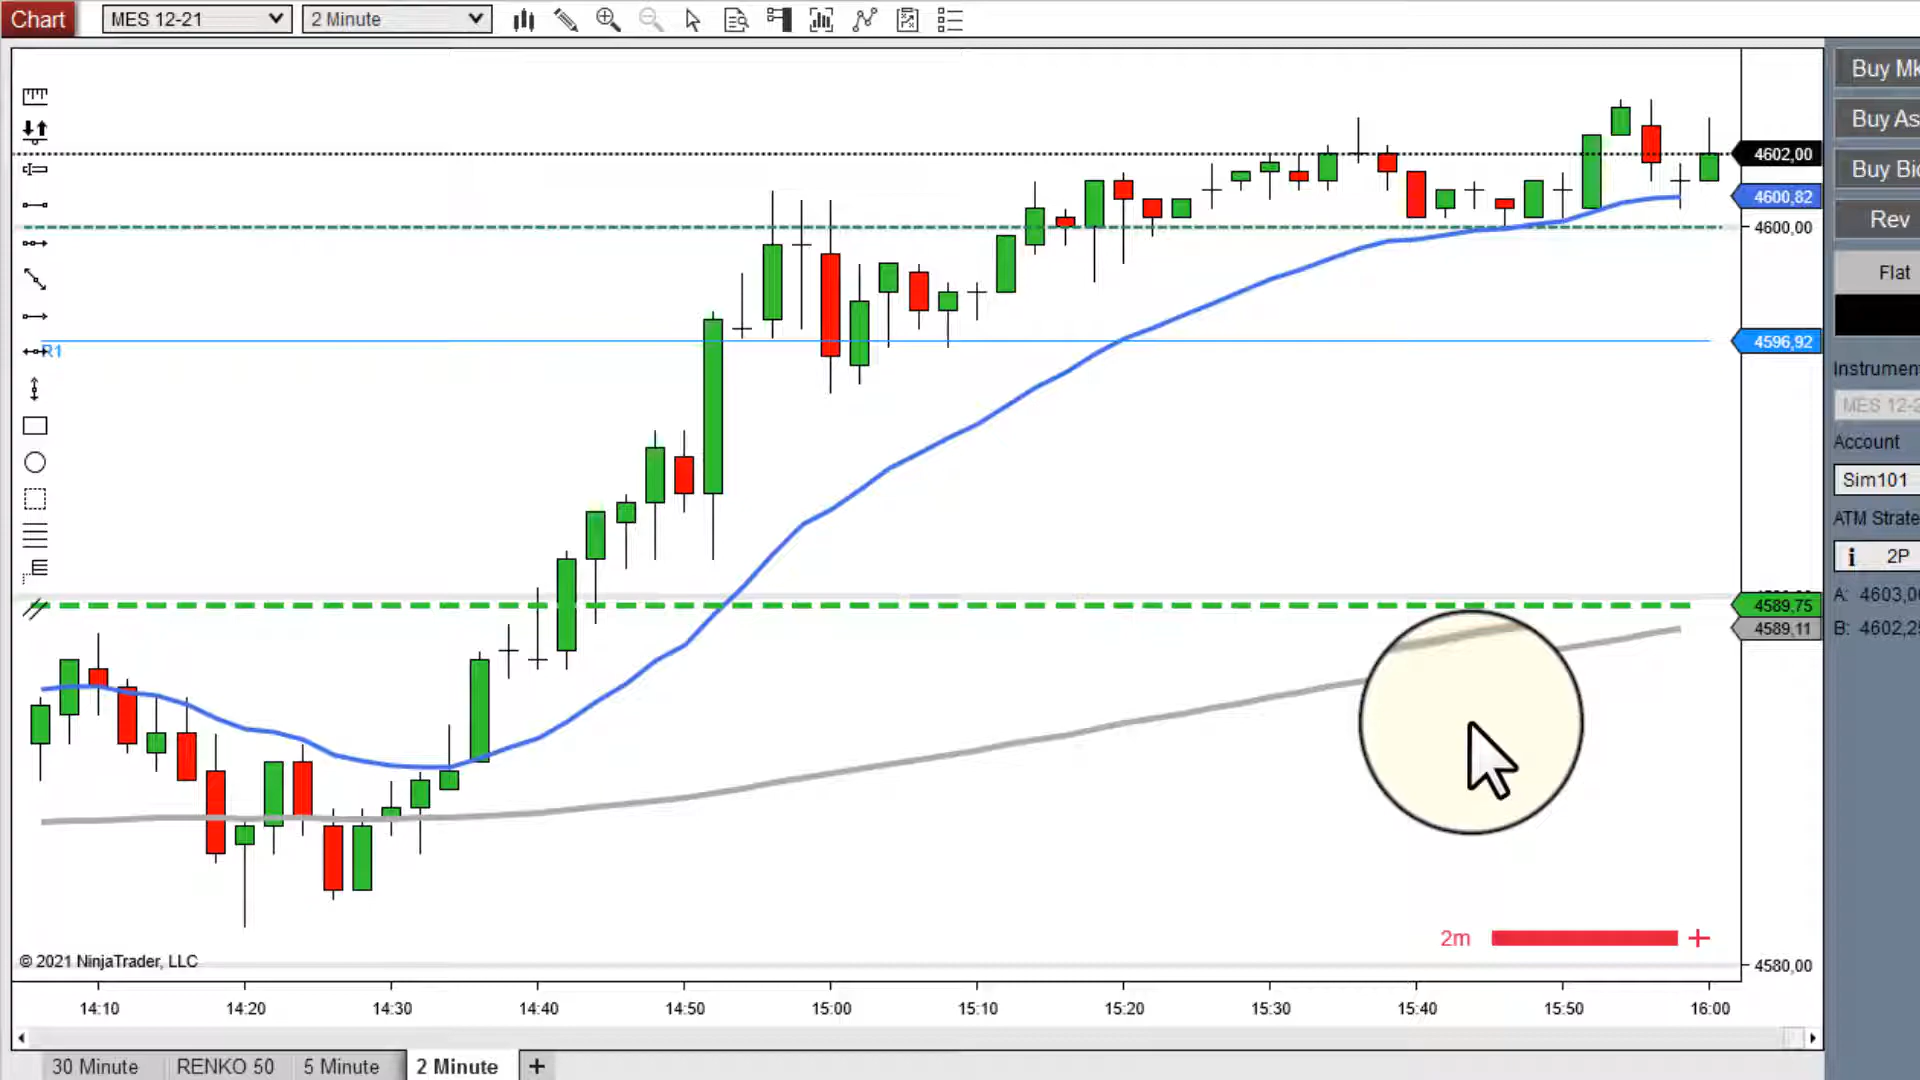 Chart MES 12-21 2 Minute
Buy Mk
Buy As
4602,00
Buy Bi
4600,82
Rev
4600,00
Flat
R1
4596,92
Instrumen
MES 12-2
Account
Sim101
ATM Strate
i 2P
4589,75
A: 4603,0
4589,11
B: 4602,25
2m
© 2021 NinjaTrader, LLC
4580,00
14:10 14:20 14:30 14:40 14:50 15:00 15:10 15:20 15:30 15:40 15:50 16:00
30 Minute RENKO 50 5 Minute 2 Minute +